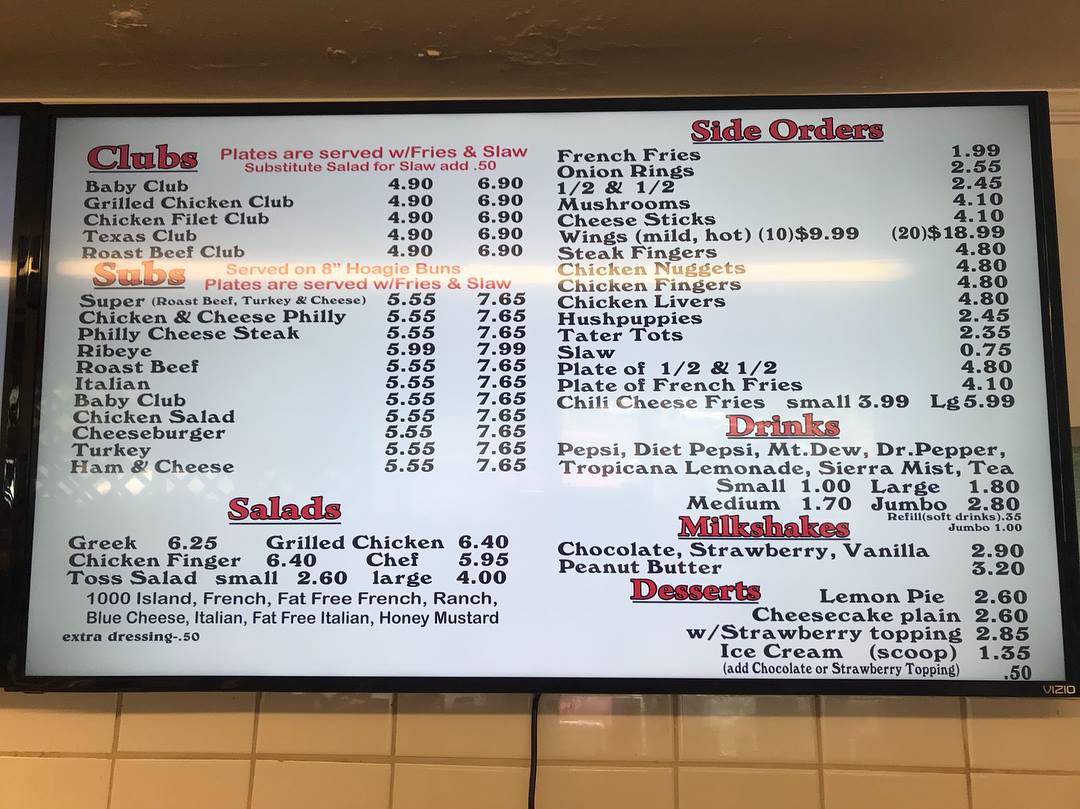 Clubs Plates are served w/Fries & Slaw
Substitute Salad for Slaw add .50
Baby Club 4.90 6.90
Grilled Chicken Club 4.90 6.90
Chicken Filet Club 4.90 6.90
Texas Club 4.90 6.90
Roast Beef Club 4.90 6.90
Subs Served on 8" Hoagie Buns
Plates are served w/Fries & Slaw
Super (Roast Beef, Turkey & Cheese) 5.55 7.65
Chicken & Cheese Philly 5.55 7.65
Philly Cheese Steak 5.55 7.65
Ribeye 5.99 7.99
Roast Beef 5.55 7.65
Italian 5.55 7.65
Baby Club 5.55 7.65
Chicken Salad 5.55 7.65
Cheeseburger 5.55 7.65
Turkey 5.55 7.65
Ham & Cheese 5.55 7.65
Salads
Greek 6.25 Grilled Chicken 6.40
Chicken Finger 6.40 Chef 5.95
Toss Salad small 2.60 large 4.00
1000 Island, French, Fat Free French, Ranch,
Blue Cheese, Italian, Fat Free Italian, Honey Mustard
extra dressing-.50
Side Orders
French Fries 1.99
Onion Rings 2.55
1/2 & 1/2 2.45
Mushrooms 4.10
Cheese Sticks 4.10
Wings (mild, hot) (10)$9.99 (20)$18.99
Steak Fingers 4.80
Chicken Nuggets 4.80
Chicken Fingers 4.80
Chicken Livers 4.80
Hushpuppies 2.45
Tater Tots 2.35
Slaw 0.75
Plate of 1/2 & 1/2 4.80
Plate of French Fries 4.10
Chili Cheese Fries small 3.99 Lg 5.99
Drinks
Pepsi, Diet Pepsi, Mt.Dew, Dr.Pepper,
Tropicana Lemonade, Sierra Mist, Tea
Small 1.00 Large 1.80
Medium 1.70 Jumbo 2.80
Refill(soft drinks).35
Jumbo 1.00
Milkshakes
Chocolate, Strawberry, Vanilla 2.90
Peanut Butter 3.20
Desserts
Lemon Pie 2.60
Cheesecake plain 2.60
w/Strawberry topping 2.85
Ice Cream (scoop) 1.35
(add Chocolate or Strawberry Topping) .50
VIZIO